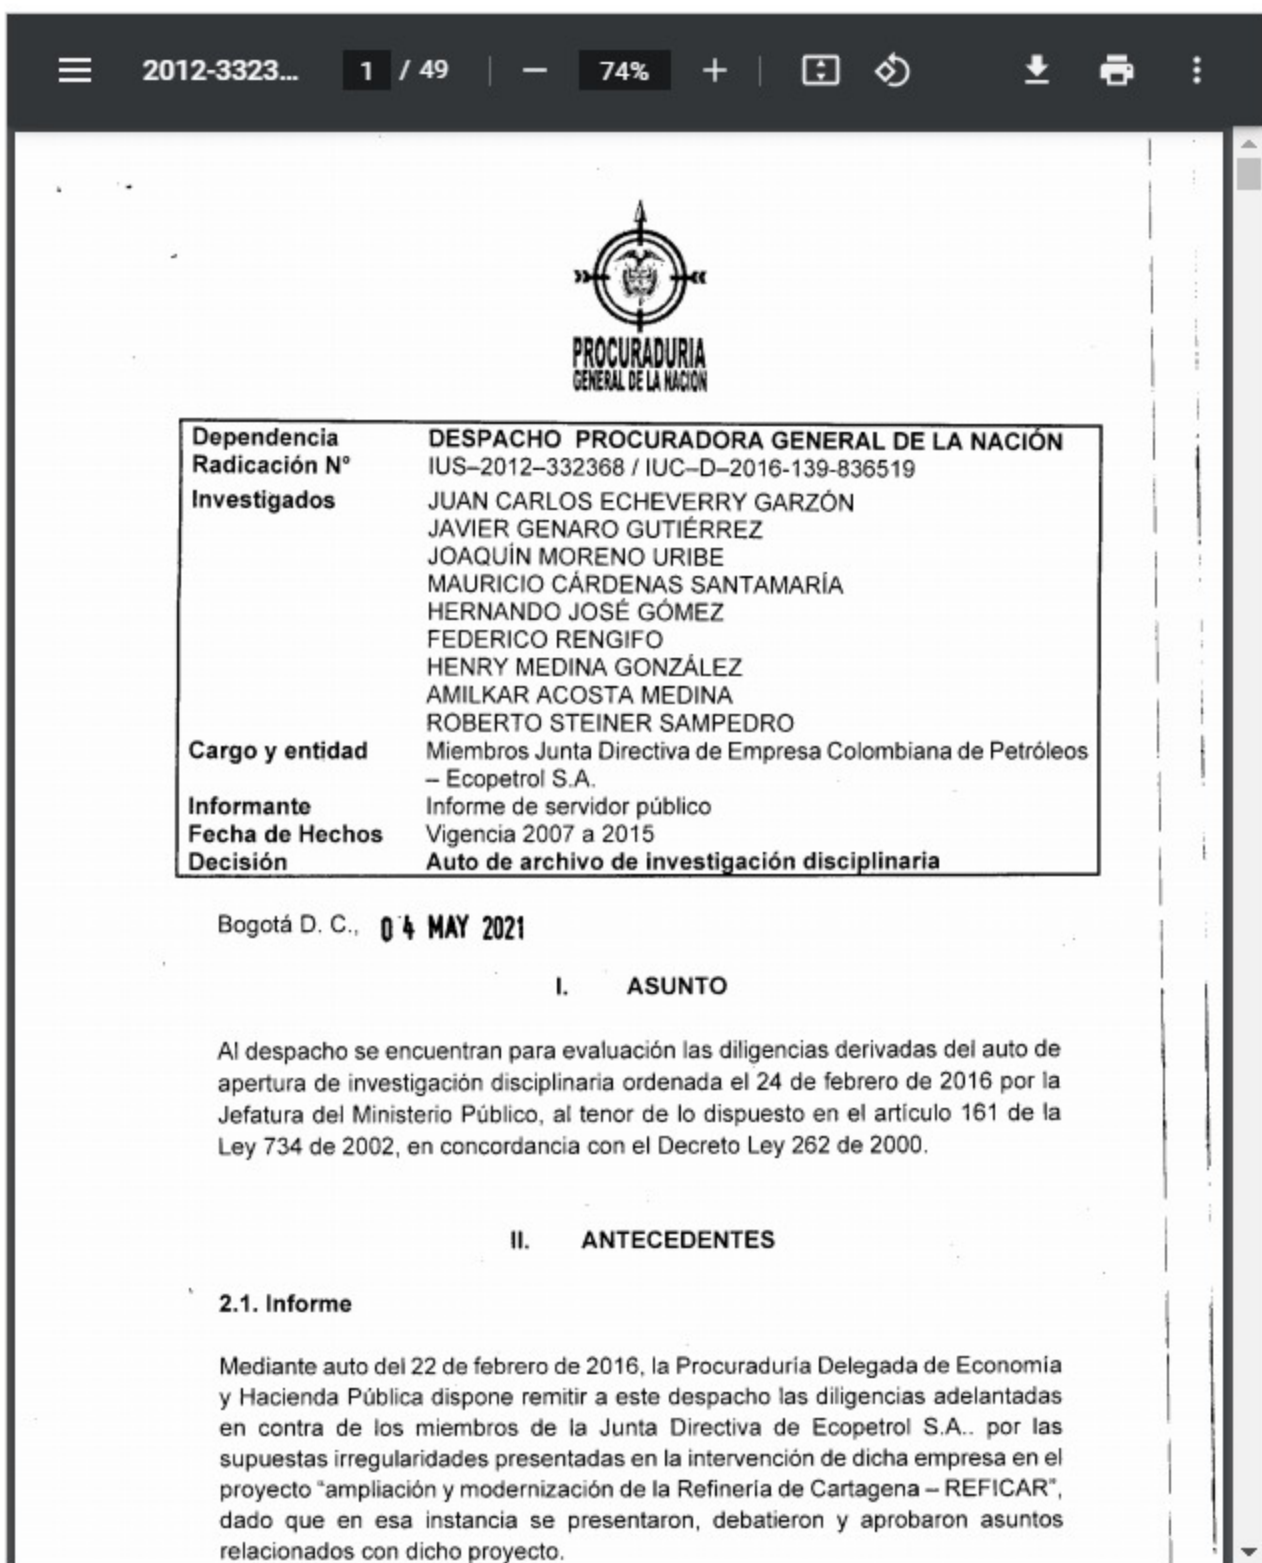 2012-3323... 1 / 49 74%
PROCURADURIA
GENERAL DE LA NACION
Dependencia DESPACHO PROCURADORA GENERAL DE LA NACIÓN
Radicación Nº IUS–2012–332368 / IUC–D–2016-139-836519
Investigados JUAN CARLOS ECHEVERRY GARZÓN
JAVIER GENARO GUTIÉRREZ
JOAQUÍN MORENO URIBE
MAURICIO CÁRDENAS SANTAMARÍA
HERNANDO JOSÉ GÓMEZ
FEDERICO RENGIFO
HENRY MEDINA GONZÁLEZ
AMILKAR ACOSTA MEDINA
ROBERTO STEINER SAMPEDRO
Cargo y entidad Miembros Junta Directiva de Empresa Colombiana de Petróleos
– Ecopetrol S.A.
Informante Informe de servidor público
Fecha de Hechos Vigencia 2007 a 2015
Decisión Auto de archivo de investigación disciplinaria
Bogotá D. C., 04 MAY 2021
I. ASUNTO
Al despacho se encuentran para evaluación las diligencias derivadas del auto de
apertura de investigación disciplinaria ordenada el 24 de febrero de 2016 por la
Jefatura del Ministerio Público, al tenor de lo dispuesto en el artículo 161 de la
Ley 734 de 2002, en concordancia con el Decreto Ley 262 de 2000.
II. ANTECEDENTES
2.1. Informe
Mediante auto del 22 de febrero de 2016, la Procuraduría Delegada de Economía
y Hacienda Pública dispone remitir a este despacho las diligencias adelantadas
en contra de los miembros de la Junta Directiva de Ecopetrol S.A.. por las
supuestas irregularidades presentadas en la intervención de dicha empresa en el
proyecto "ampliación y modernización de la Refinería de Cartagena – REFICAR",
dado que en esa instancia se presentaron, debatieron y aprobaron asuntos
relacionados con dicho proyecto.